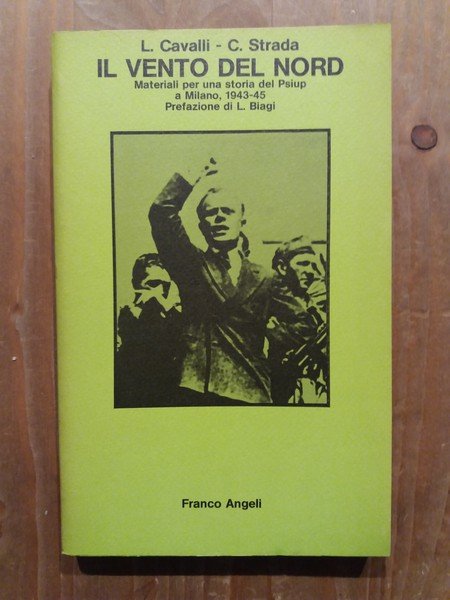 L. Cavalli - C. Strada
IL VENTO DEL NORD
Materiali per una storia del Psiup
a Milano, 1943-45
Prefazione di L. Biagi
Franco Angeli